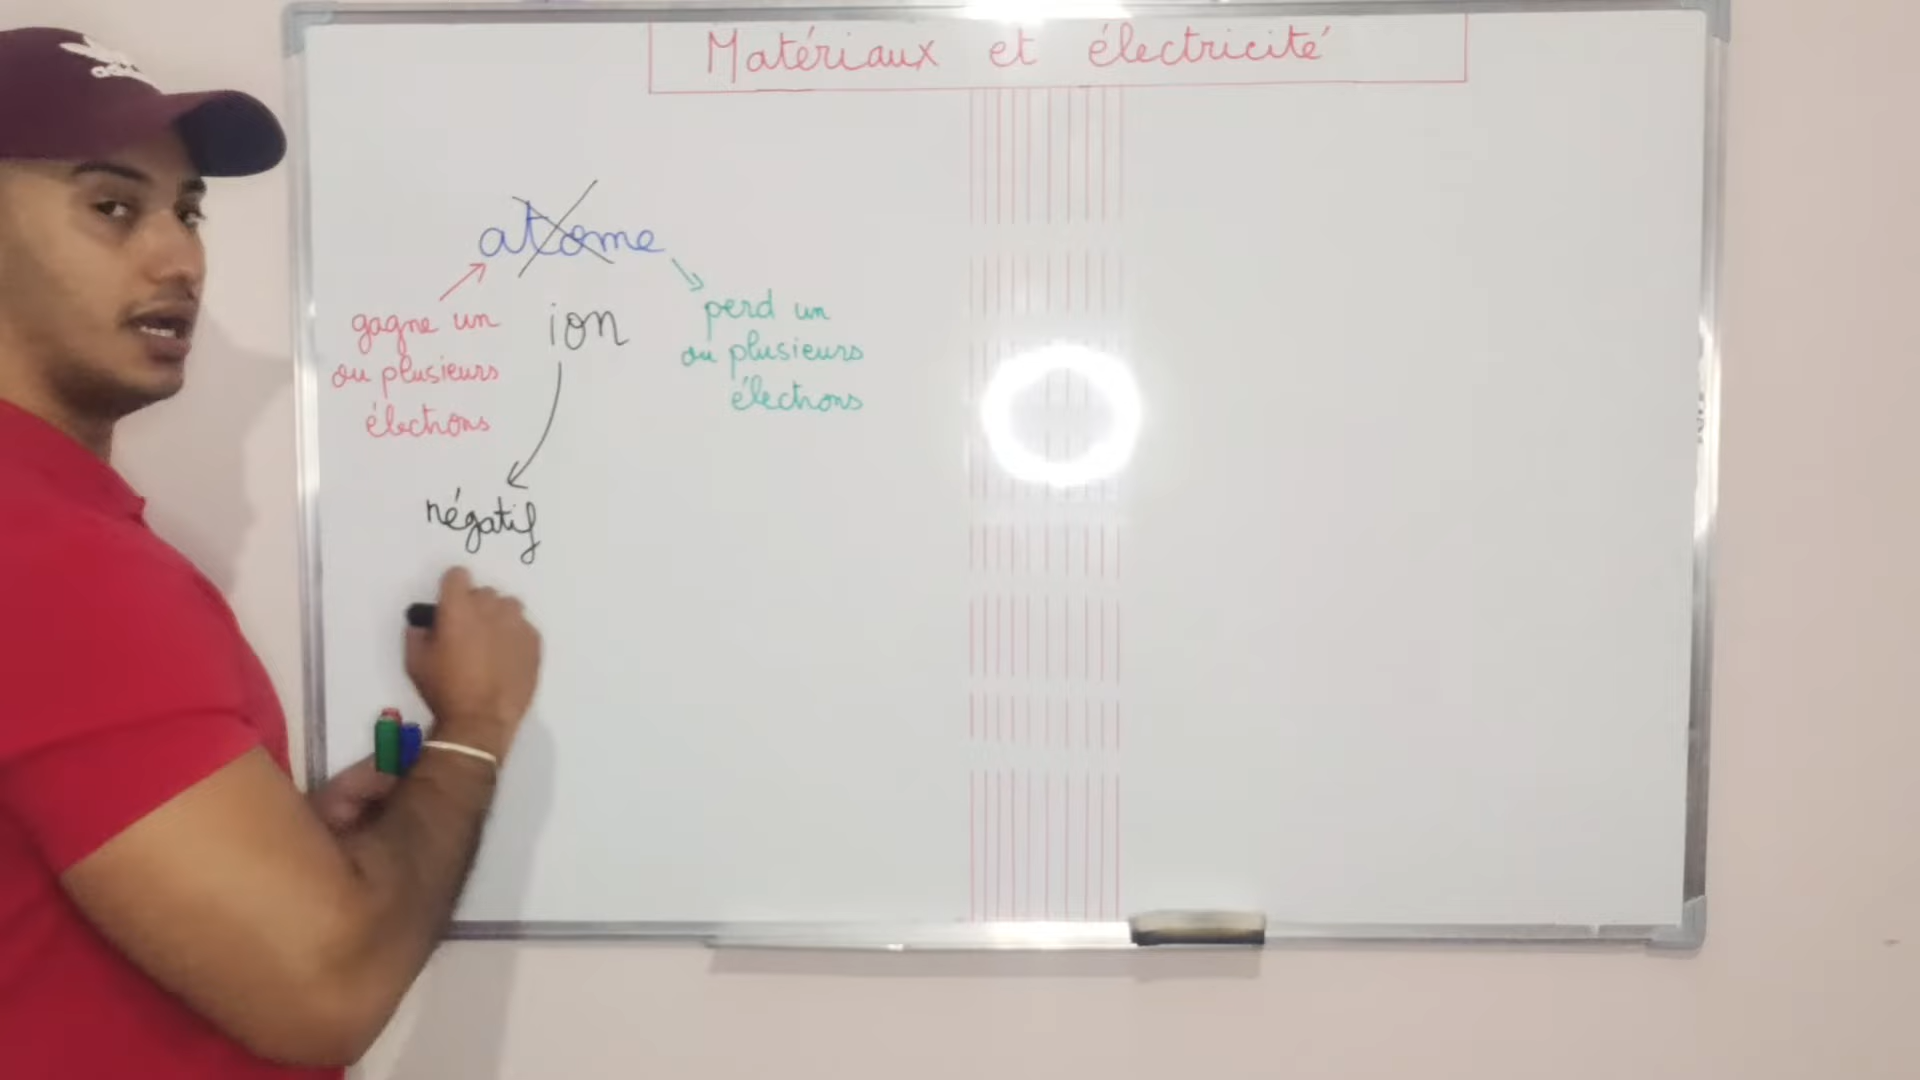 Matériaux et électricité
atome
gagne un
ou plusieurs
électrons
ion
perd un
ou plusieurs
électrons
négatif